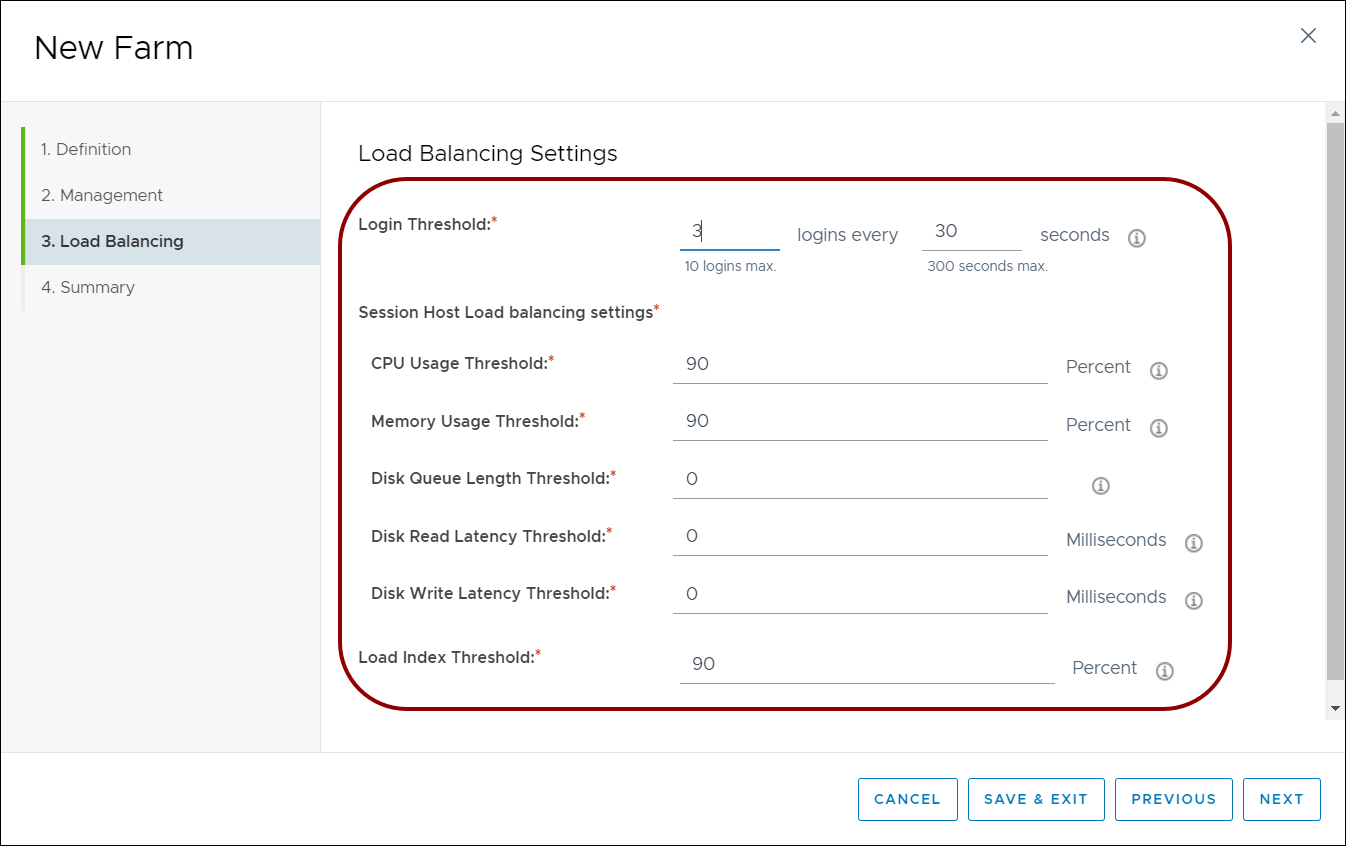 New Farm
1. Definition
2. Management
3. Load Balancing
4. Summary
Load Balancing Settings
Login Threshold:* 3 logins every 30 seconds
10 logins max. 300 seconds max.
Session Host Load balancing settings*
CPU Usage Threshold:* 90 Percent
Memory Usage Threshold:* 90 Percent
Disk Queue Length Threshold:* 0
Disk Read Latency Threshold:* 0 Milliseconds
Disk Write Latency Threshold:* 0 Milliseconds
Load Index Threshold:* 90 Percent
CANCEL SAVE & EXIT PREVIOUS NEXT